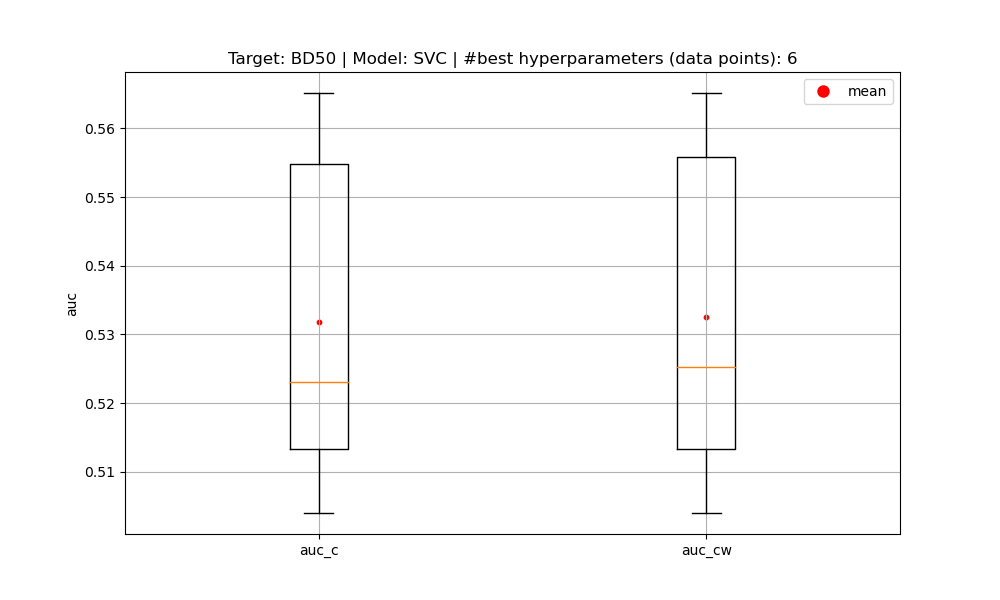 Target: BD50 | Model: SVC | #best hyperparameters (data points): 6
mean
0.56
0.55
0.54
0.53
0.52
0.51
auc
auc_c
auc_cw